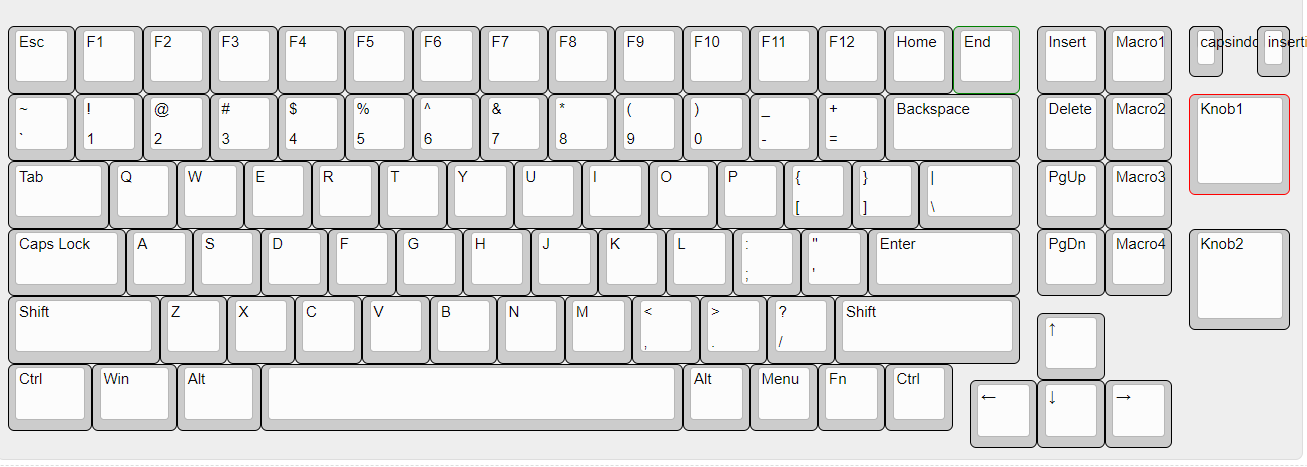 Esc F1 F2 F3 F4 F5 F6 F7 F8 F9 F10 F11 F12 Home End Insert Macro1 capsindc inserti
~ ! @ # $ % ^ & * ( ) _ + Backspace Delete Macro2 Knob1
` 1 2 3 4 5 6 7 8 9 0 - =
Tab Q W E R T Y U I O P { } | PgUp Macro3
[ ] \
Caps Lock A S D F G H J K L : " Enter PgDn Macro4 Knob2
; '
Shift Z X C V B N M < > ? Shift ↑
, . /
Ctrl Win Alt Alt Menu Fn Ctrl ← ↓ →